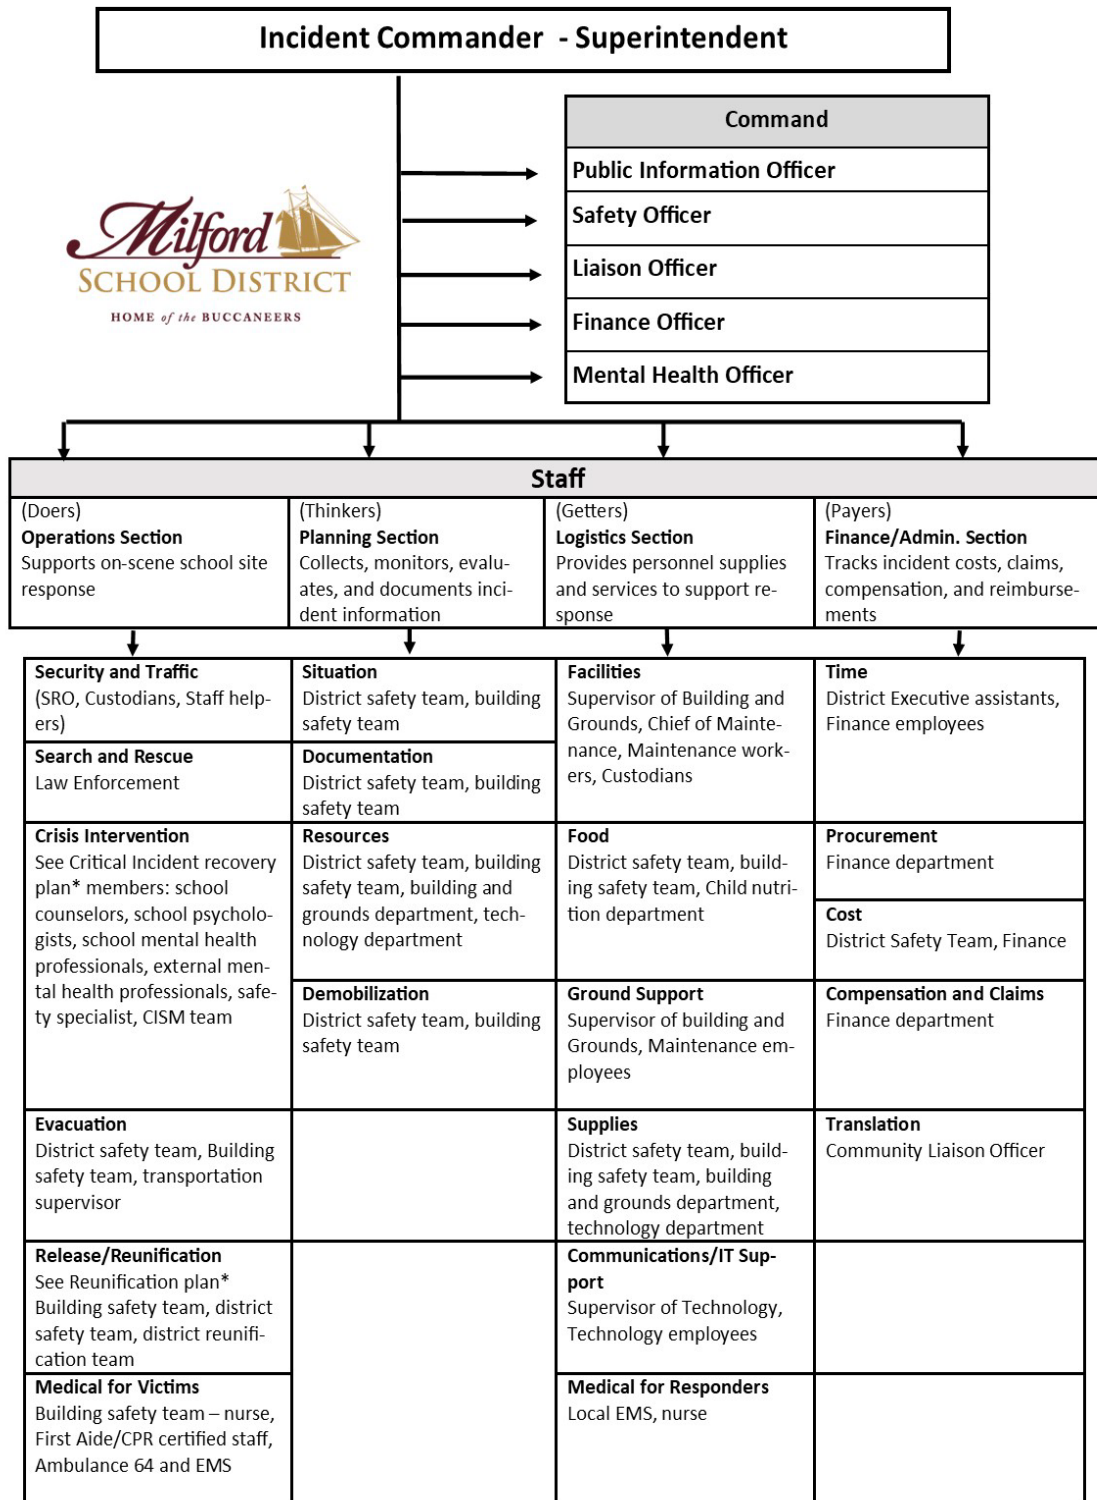 Incident Commander  - Superintendent
Command
Public Information Officer
Safety Officer
Liaison Officer
Finance Officer
Mental Health Officer
Milford
SCHOOL DISTRICT
HOME of the BUCCANEERS
Staff
(Doers)
Operations Section
Supports on-scene school site
response
(Thinkers)
Planning Section
Collects, monitors, evalu-
ates, and documents inci-
dent information
(Getters)
Logistics Section
Provides personnel supplies
and services to support re-
sponse
(Payers)
Finance/Admin. Section
Tracks incident costs, claims,
compensation, and reimburse-
ments
Security and Traffic
(SRO, Custodians, Staff help-
ers)
Search and Rescue
Law Enforcement
Crisis Intervention
See Critical Incident recovery
plan* members: school
counselors, school psycholo-
gists, school mental health
professionals, external men-
tal health professionals, safe-
ty specialist, CISM team
Evacuation
District safety team, Building
safety team, transportation
supervisor
Release/Reunification
See Reunification plan*
Building safety team, district
safety team, district reunifi-
cation team
Medical for Victims
Building safety team – nurse,
First Aide/CPR certified staff,
Ambulance 64 and EMS
Situation
District safety team, building
safety team
Documentation
District safety team, building
safety team
Resources
District safety team, building
safety team, building and
grounds department, tech-
nology department
Demobilization
District safety team, building
safety team
Facilities
Supervisor of Building and
Grounds, Chief of Mainte-
nance, Maintenance work-
ers, Custodians
Food
District safety team, build-
ing safety team, Child nutri-
tion department
Ground Support
Supervisor of building and
Grounds, Maintenance em-
ployees
Supplies
District safety team, build-
ing safety team, building
and grounds department,
technology department
Communications/IT Sup-
port
Supervisor of Technology,
Technology employees
Medical for Responders
Local EMS, nurse
Time
District Executive assistants,
Finance employees
Procurement
Finance department
Cost
District Safety Team, Finance
Compensation and Claims
Finance department
Translation
Community Liaison Officer